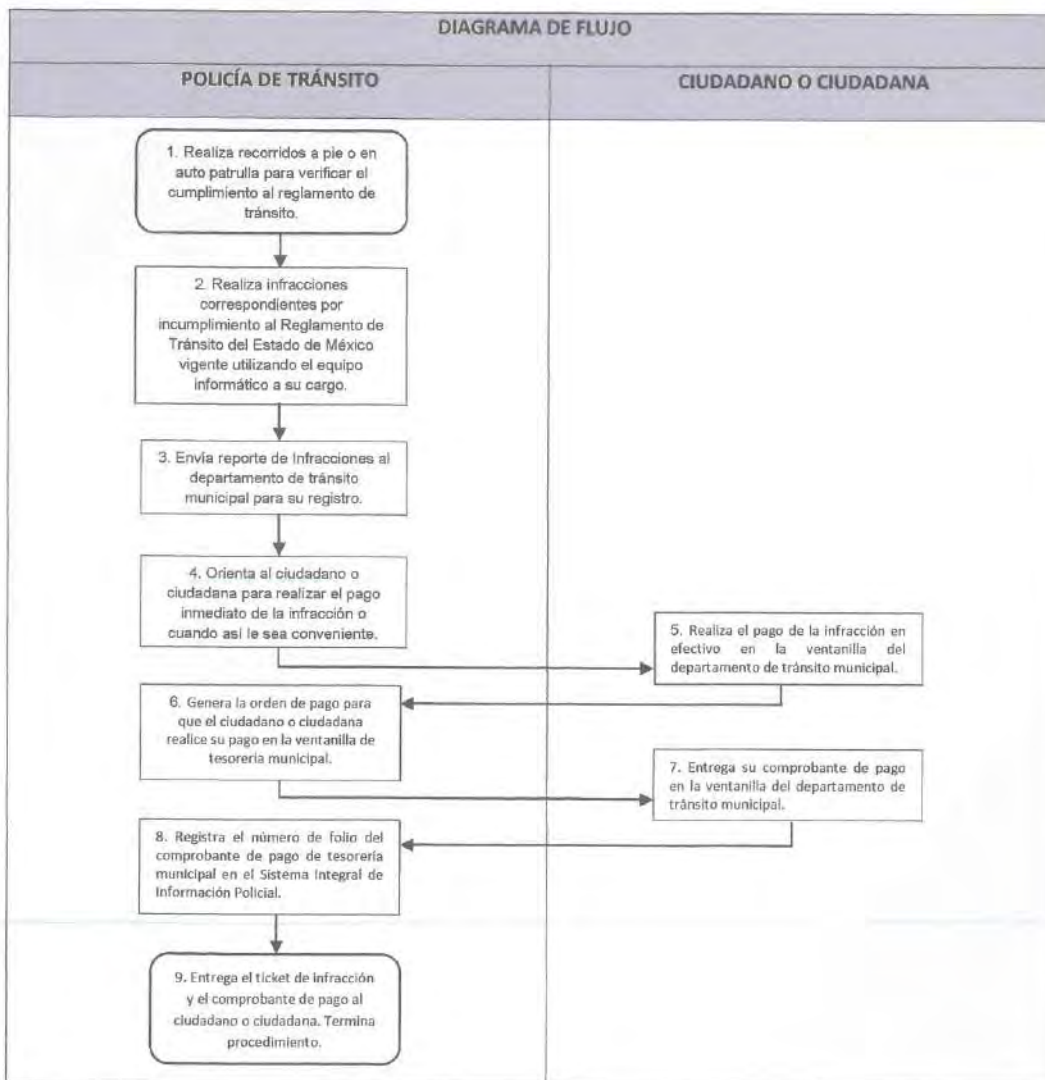 DIAGRAMA DE FLUJO
POLICÍA DE TRÁNSITO
CIUDADANO O CIUDADANA
1. Realiza recorridos a pie o en
auto patrulla para verificar el
cumplimiento al reglamento de
tránsito.
2. Realiza infracciones
correspondientes por
incumplimiento al Reglamento de
Tránsito del Estado de México
vigente utilizando el equipo
informático a su cargo.
3. Envía reporte de Infracciones al
departamento de tránsito
municipal para su registro.
4. Orienta al ciudadano o
ciudadana para realizar el pago
inmediato de la infracción o
cuando así le sea conveniente.
5. Realiza el pago de la infracción en
efectivo en la ventanilla del
departamento de tránsito municipal.
6. Genera la orden de pago para
que el ciudadano o ciudadana
realice su pago en la ventanilla de
tesorería municipal.
7. Entrega su comprobante de pago
en la ventanilla del departamento de
tránsito municipal.
8. Registra el número de folio del
comprobante de pago de tesorería
municipal en el Sistema Integral de
Información Policial.
9. Entrega el ticket de infracción
y el comprobante de pago al
ciudadano o ciudadana. Termina
procedimiento.